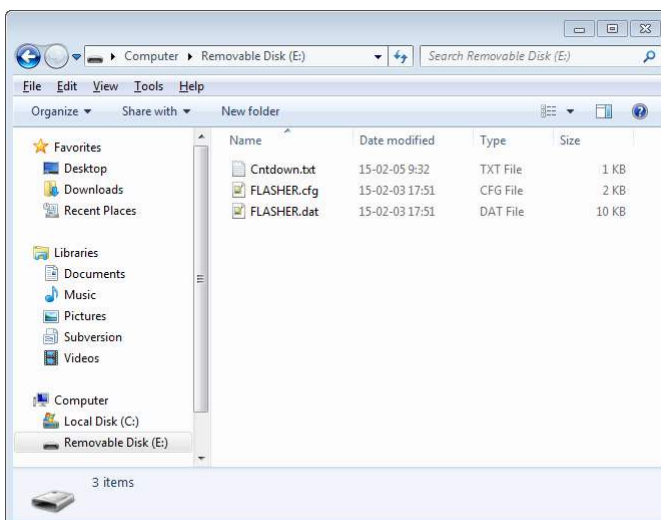 Computer ▸ Removable Disk (E:)
Search Removable Disk (E:)
File Edit View Tools Help
Organize Share with New folder
Name Date modified Type Size
Cntdown.txt 15-02-05 9:32 TXT File 1 KB
FLASHER.cfg 15-02-03 17:51 CFG File 2 KB
FLASHER.dat 15-02-03 17:51 DAT File 10 KB
Favorites
Desktop
Downloads
Recent Places
Libraries
Documents
Music
Pictures
Subversion
Videos
Computer
Local Disk (C:)
Removable Disk (E:)
3 items